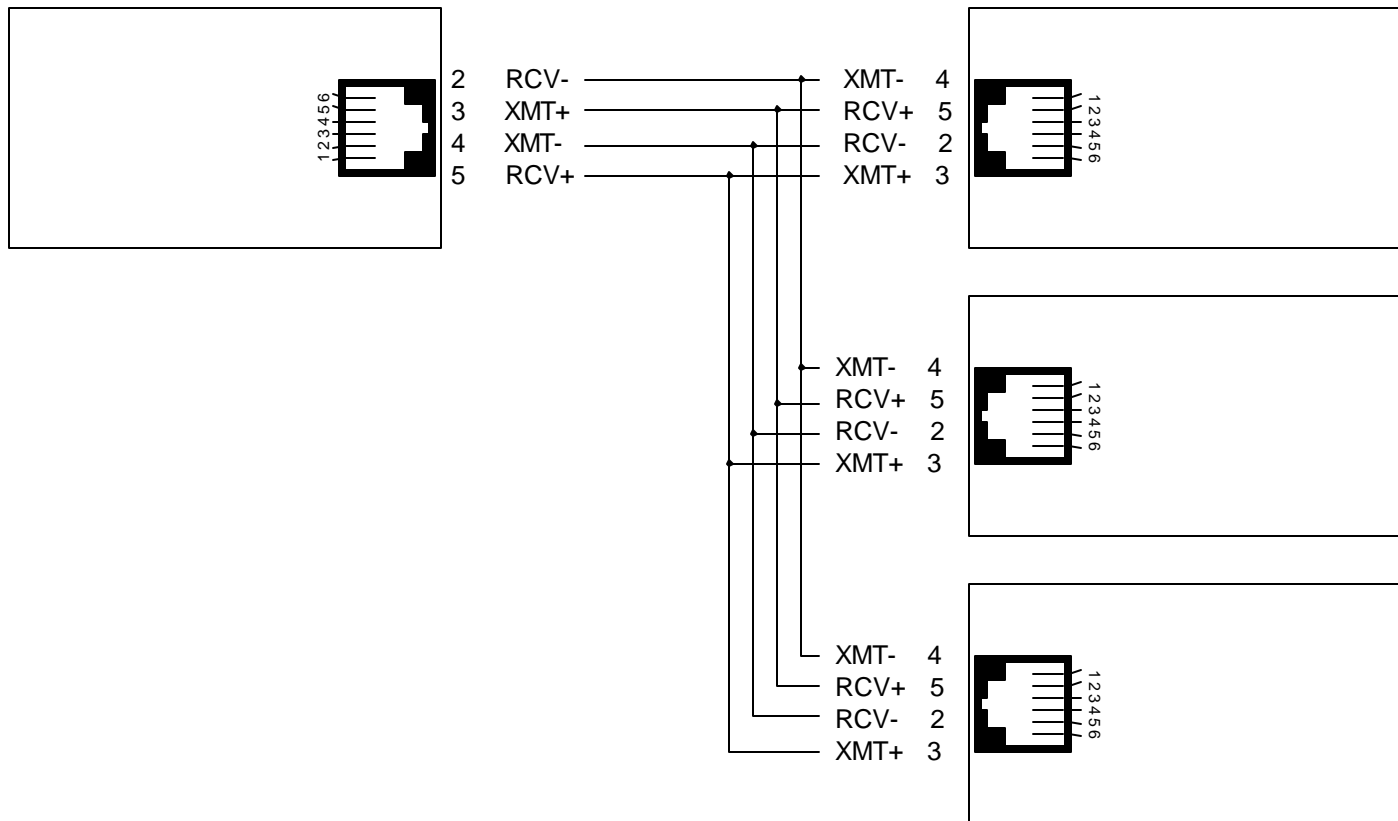 2 RCV- XMT- 4
3 XMT+ RCV+ 5
4 XMT- RCV- 2
5 RCV+ XMT+ 3
123456
123456
XMT- 4
RCV+ 5
RCV- 2
XMT+ 3
123456
XMT- 4
RCV+ 5
RCV- 2
XMT+ 3
123456